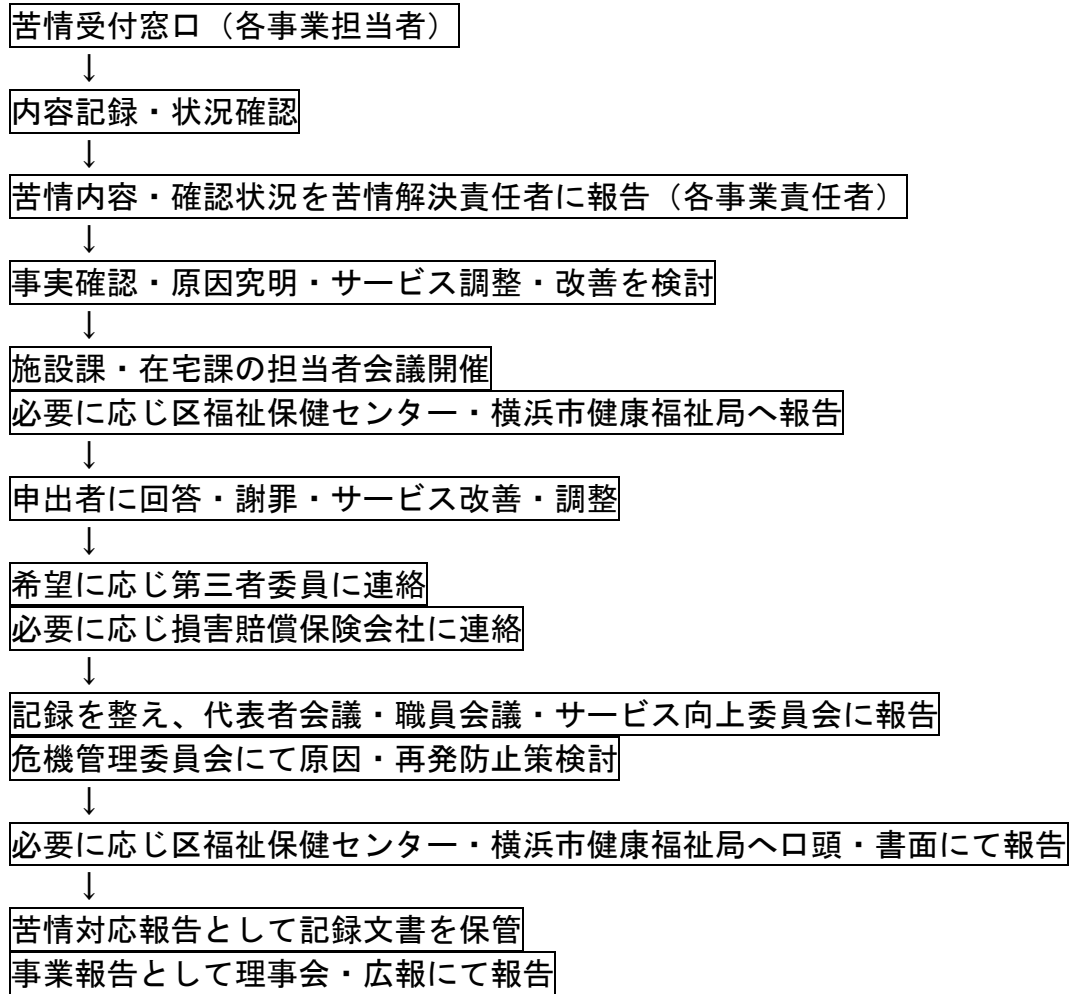 苦情受付窓口（各事業担当者）
↓
内容記録・状況確認
↓
苦情内容・確認状況を苦情解決責任者に報告（各事業責任者）
↓
事実確認・原因究明・サービス調整・改善を検討
↓
施設課・在宅課の担当者会議開催
必要に応じ区福祉保健センター・横浜市健康福祉局へ報告
↓
申出者に回答・謝罪・サービス改善・調整
↓
希望に応じ第三者委員に連絡
必要に応じ損害賠償保険会社に連絡
↓
記録を整え、代表者会議・職員会議・サービス向上委員会に報告
危機管理委員会にて原因・再発防止策検討
↓
必要に応じ区福祉保健センター・横浜市健康福祉局へ口頭・書面にて報告
↓
苦情対応報告として記録文書を保管
事業報告として理事会・広報にて報告